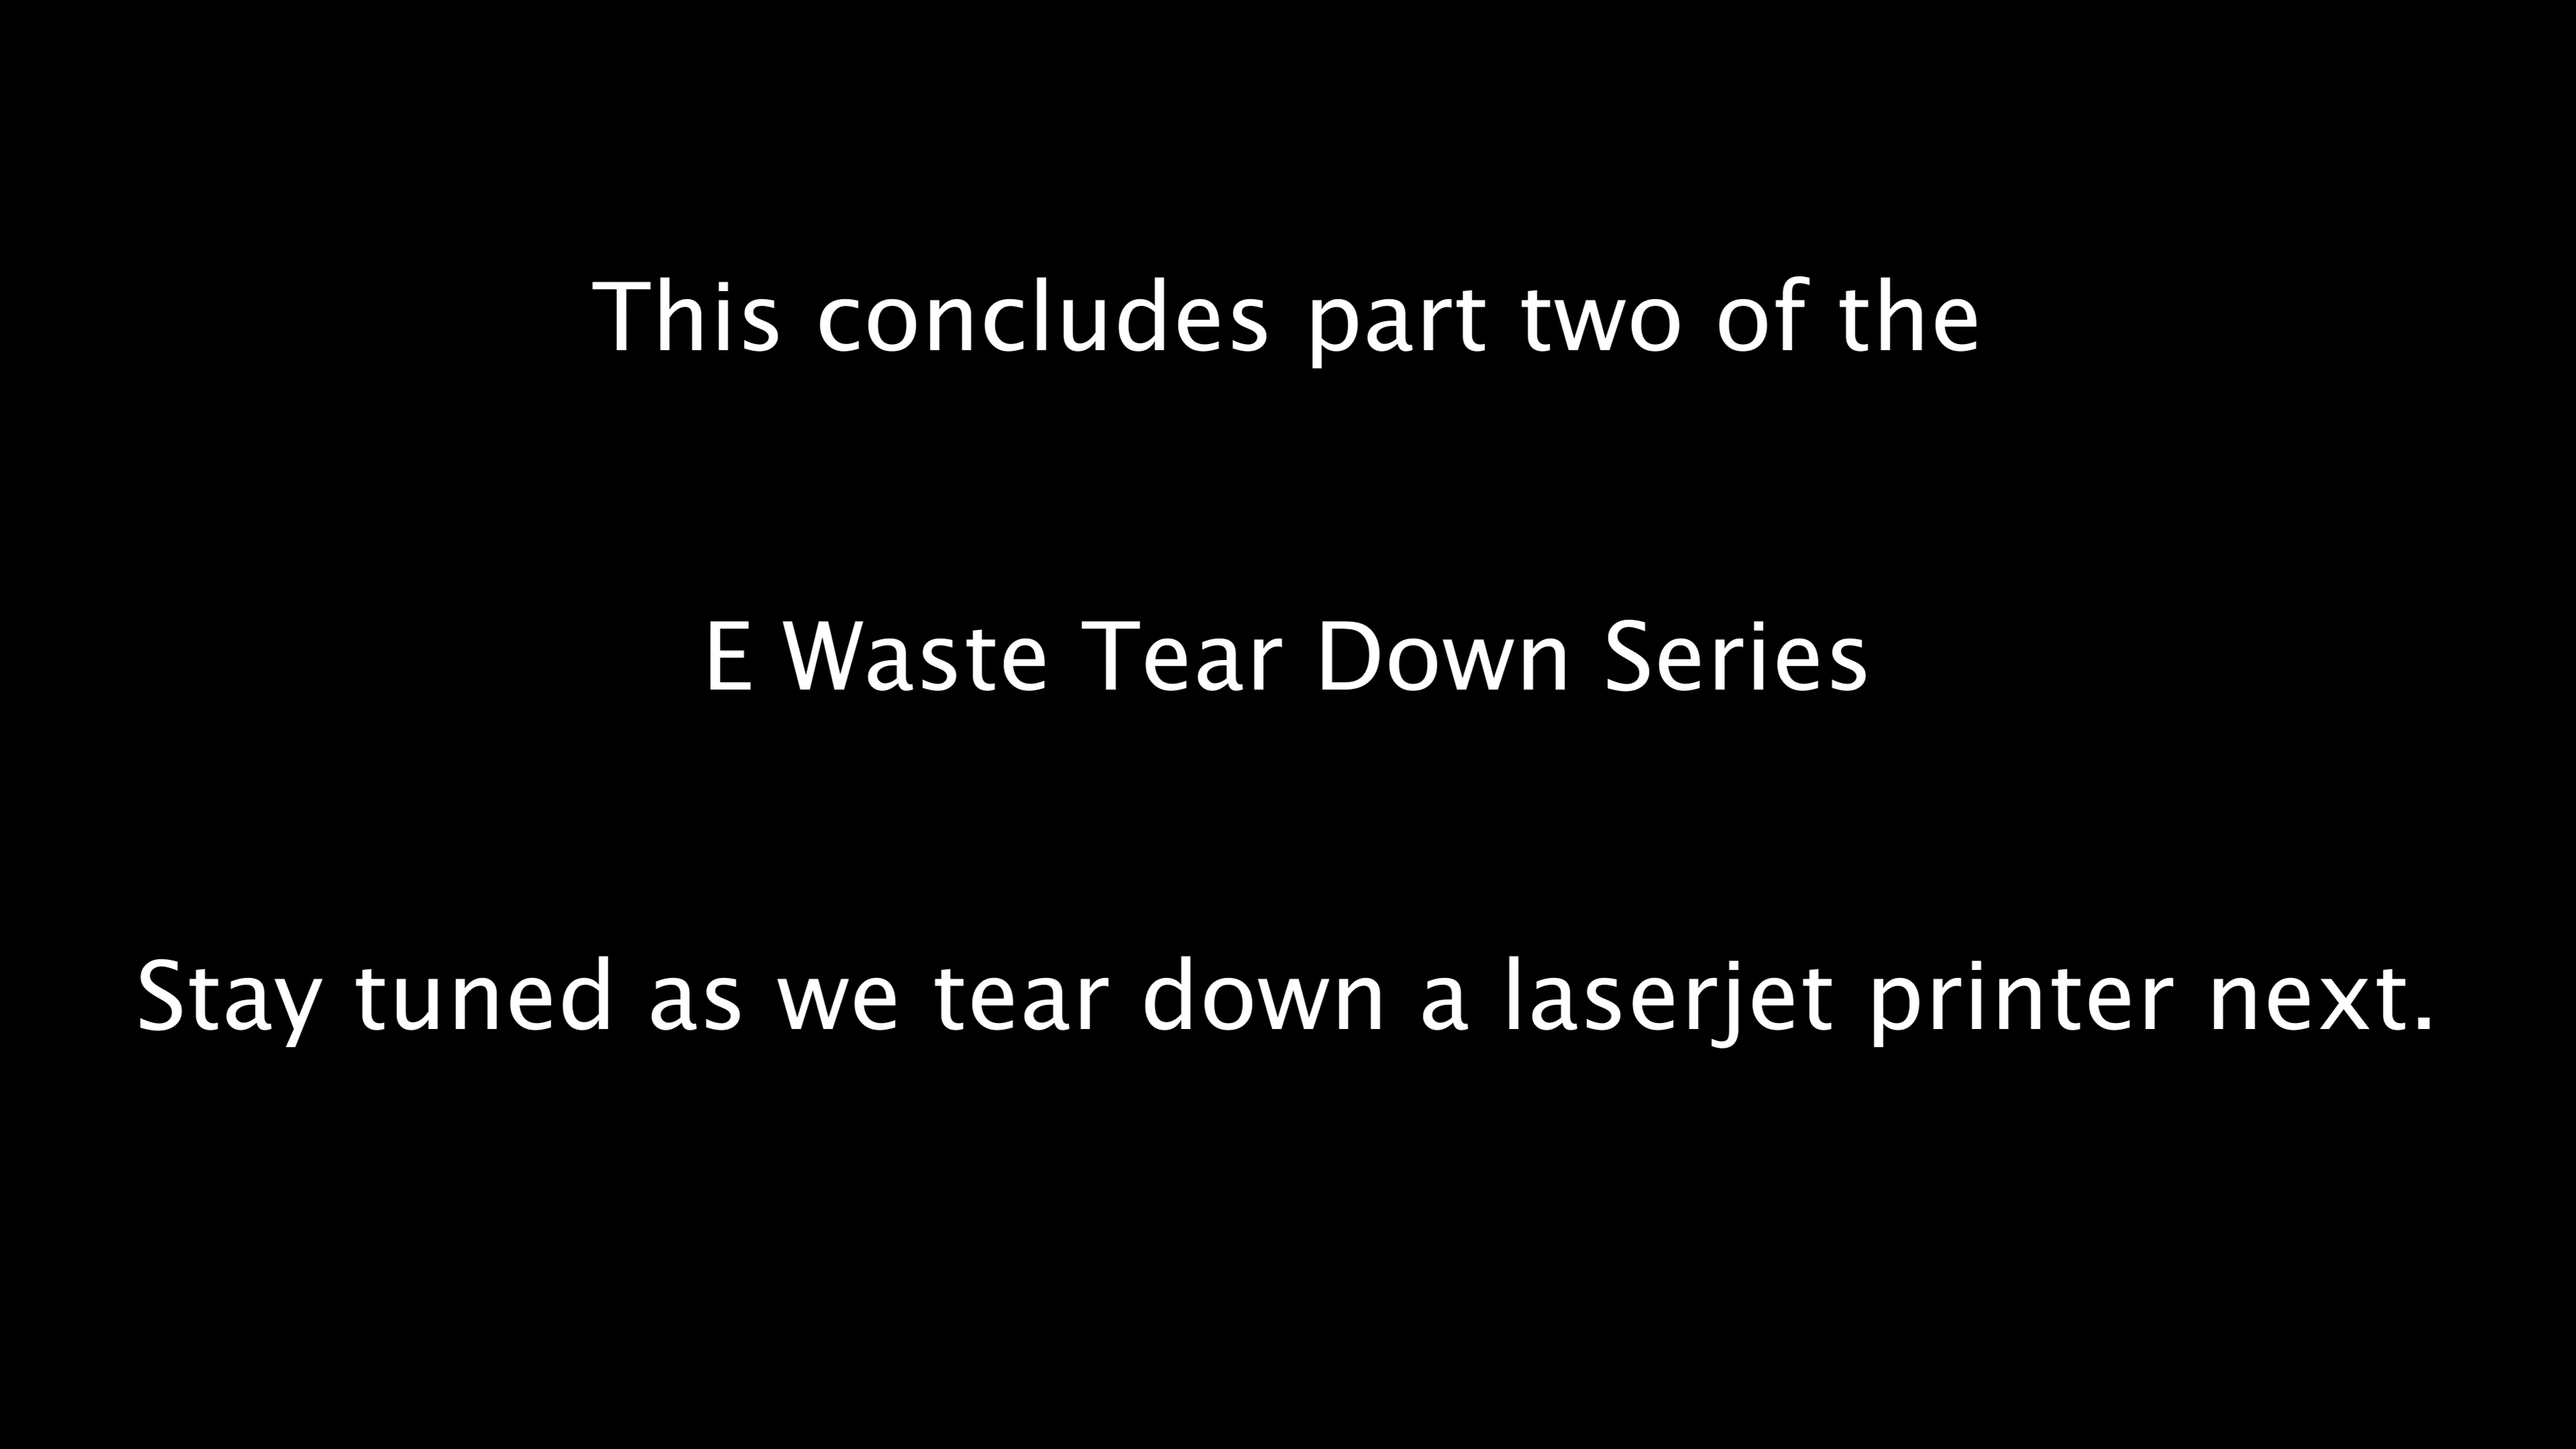 This concludes part two of the
E Waste Tear Down Series
Stay tuned as we tear down a laserjet printer next.